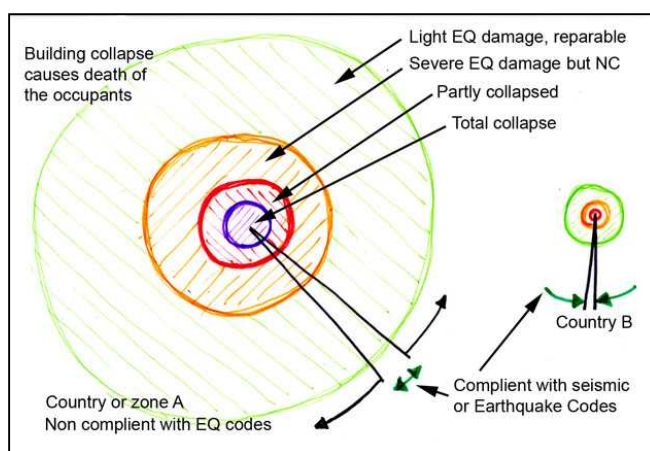 Building collapse
causes death of
the occupants
Light EQ damage, reparable
Severe EQ damage but NC
Partly collapsed
Total collapse
Country B
Country or zone A
Non complient with EQ codes
Complient with seismic
or Earthquake Codes